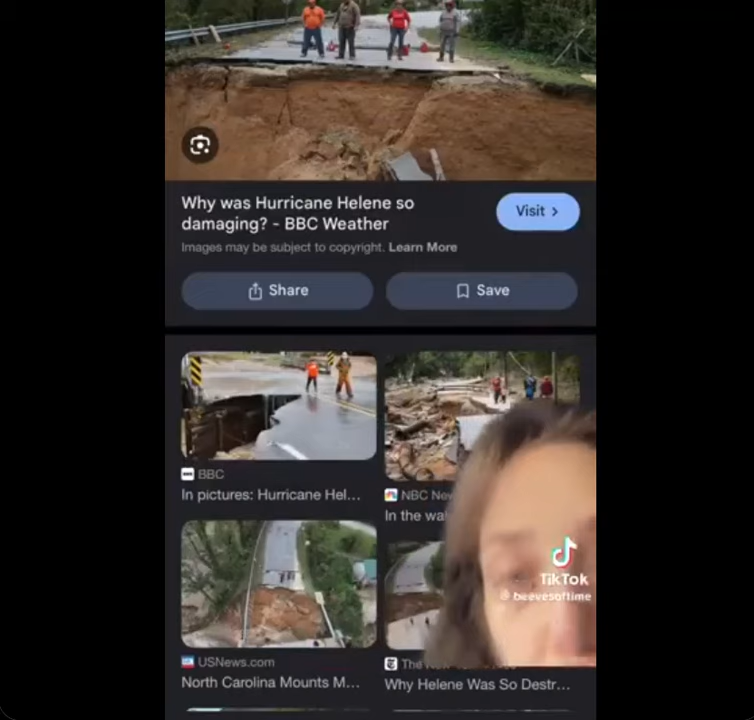 Why was Hurricane Helene so
damaging? - BBC Weather
Visit
Images may be subject to copyright. Learn More
Share
Save
BBC
In pictures: Hurricane Hel...
NBC Ne
In the wa
TikTok
beevesoftime
USNews.com
North Carolina Mounts M...
The
Why Helene Was So Destr...